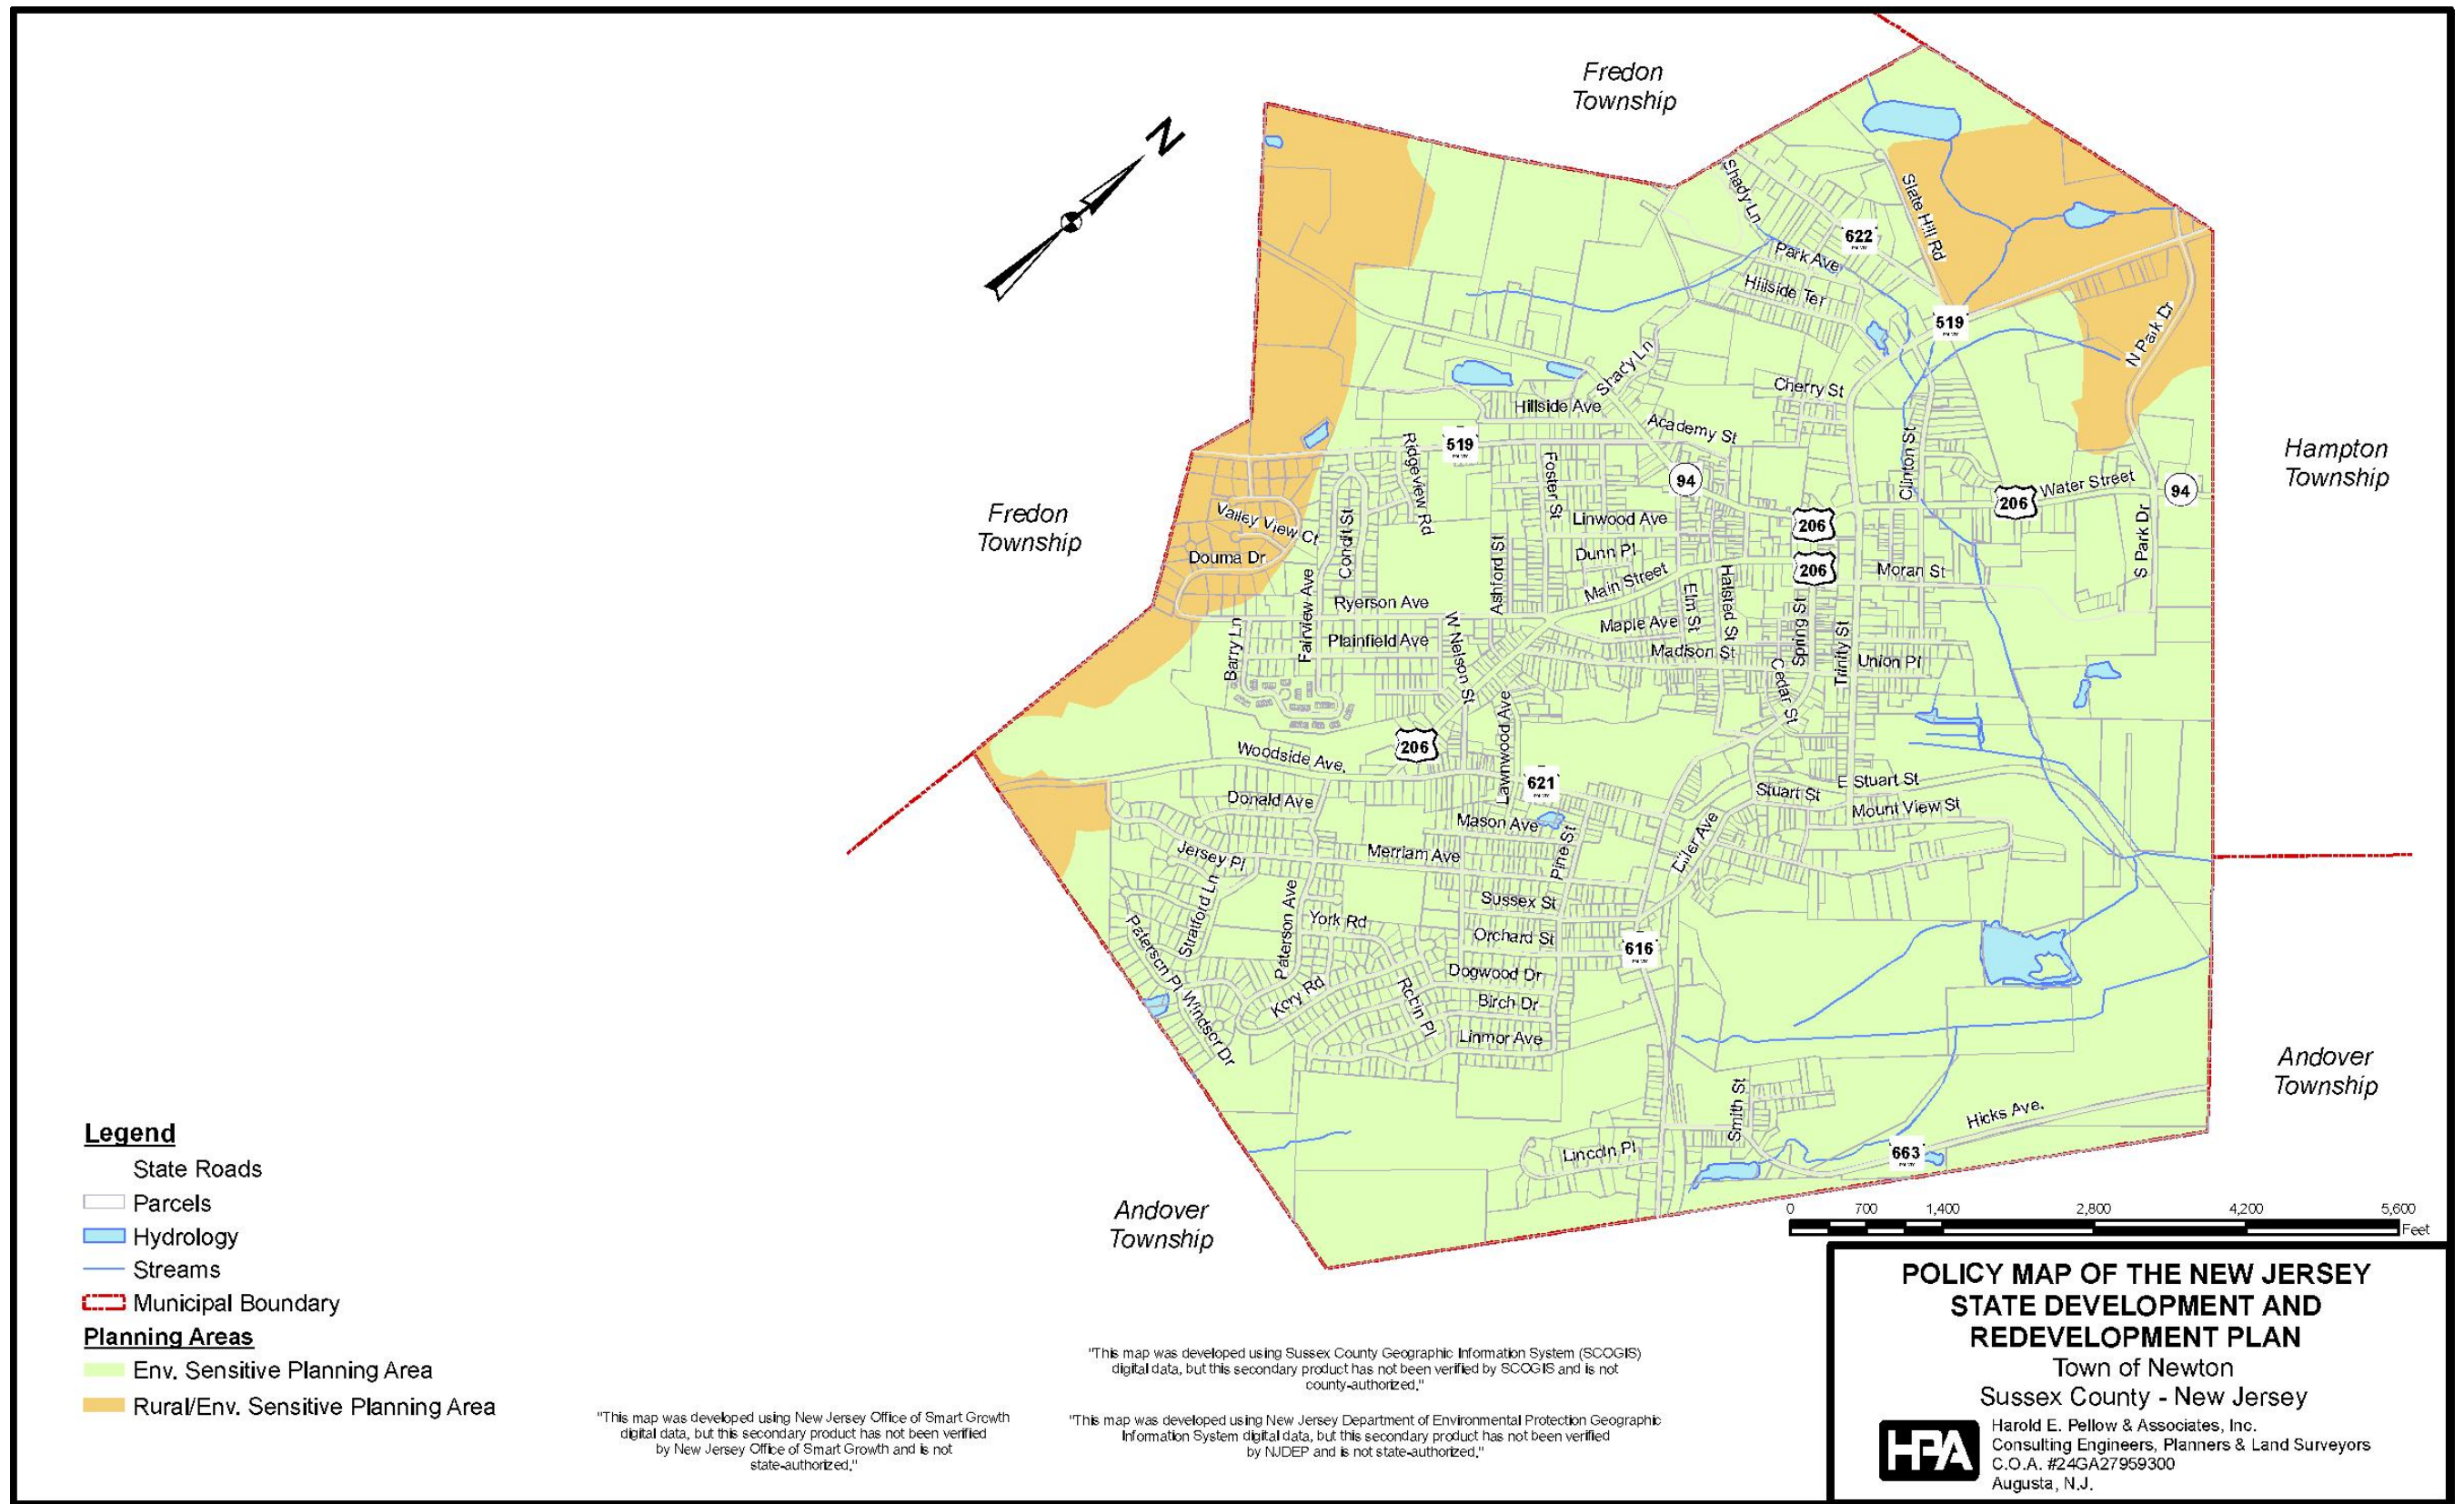 Fredon
Township
N
Shady Ln
Slate Hill Rd
622
Park Ave
Hillside Ter
519
N Park Dr
Shady Ln
Cherry St
Hillside Ave
Academy St
Hampton
Township
519
Ridgeview Rd
Foster St
94
Clinton St
Water Street
206
94
Fredon
Township
Valley View Ct
Condit St
Linwood Ave
206
Douma Dr
Dunn Pl
Ashford St
S Park Dr
206
Moran St
Main Street
Halsted St
Elm St
Fairview Ave
Ryerson Ave
Spring St
Barry Ln
Plainfield Ave
W Nelson St
Maple Ave
Madison St
Trinity St
Union Pl
Cedar St
Lawnwood Ave
206
Woodside Ave.
621
E Stuart St
Stuart St
Donald Ave
Mount View St
Mason Ave
Pine St
Diller Ave
Jersey Pl
Merriam Ave
Stratford Ln
Paterson Ave
Sussex St
York Rd
Paterson Pl
Orchard St
616
Dogwood Dr
Kory Rd
Robin Pl
Birch Dr
Windsor Dr
Linmor Ave
Andover
Township
Smith St
Hicks Ave.
Lincoln Pl
663
Andover
Township
0 700 1,400 2,800 4,200 5,600
Feet
Legend
State Roads
Parcels
Hydrology
Streams
Municipal Boundary
Planning Areas
Env. Sensitive Planning Area
Rural/Env. Sensitive Planning Area
"This map was developed using New Jersey Office of Smart Growth
digital data, but this secondary product has not been verified
by New Jersey Office of Smart Growth and is not
state-authorized."
"This map was developed using Sussex County Geographic Information System (SCOGIS)
digital data, but this secondary product has not been verified by SCOGIS and is not
county-authorized."
"This map was developed using New Jersey Department of Environmental Protection Geographic
Information System digital data, but this secondary product has not been verified
by NJDEP and is not state-authorized."
POLICY MAP OF THE NEW JERSEY
STATE DEVELOPMENT AND
REDEVELOPMENT PLAN
Town of Newton
Sussex County - New Jersey
HPA
Harold E. Pellow & Associates, Inc.
Consulting Engineers, Planners & Land Surveyors
C.O.A. #24GA27959300
Augusta, N.J.